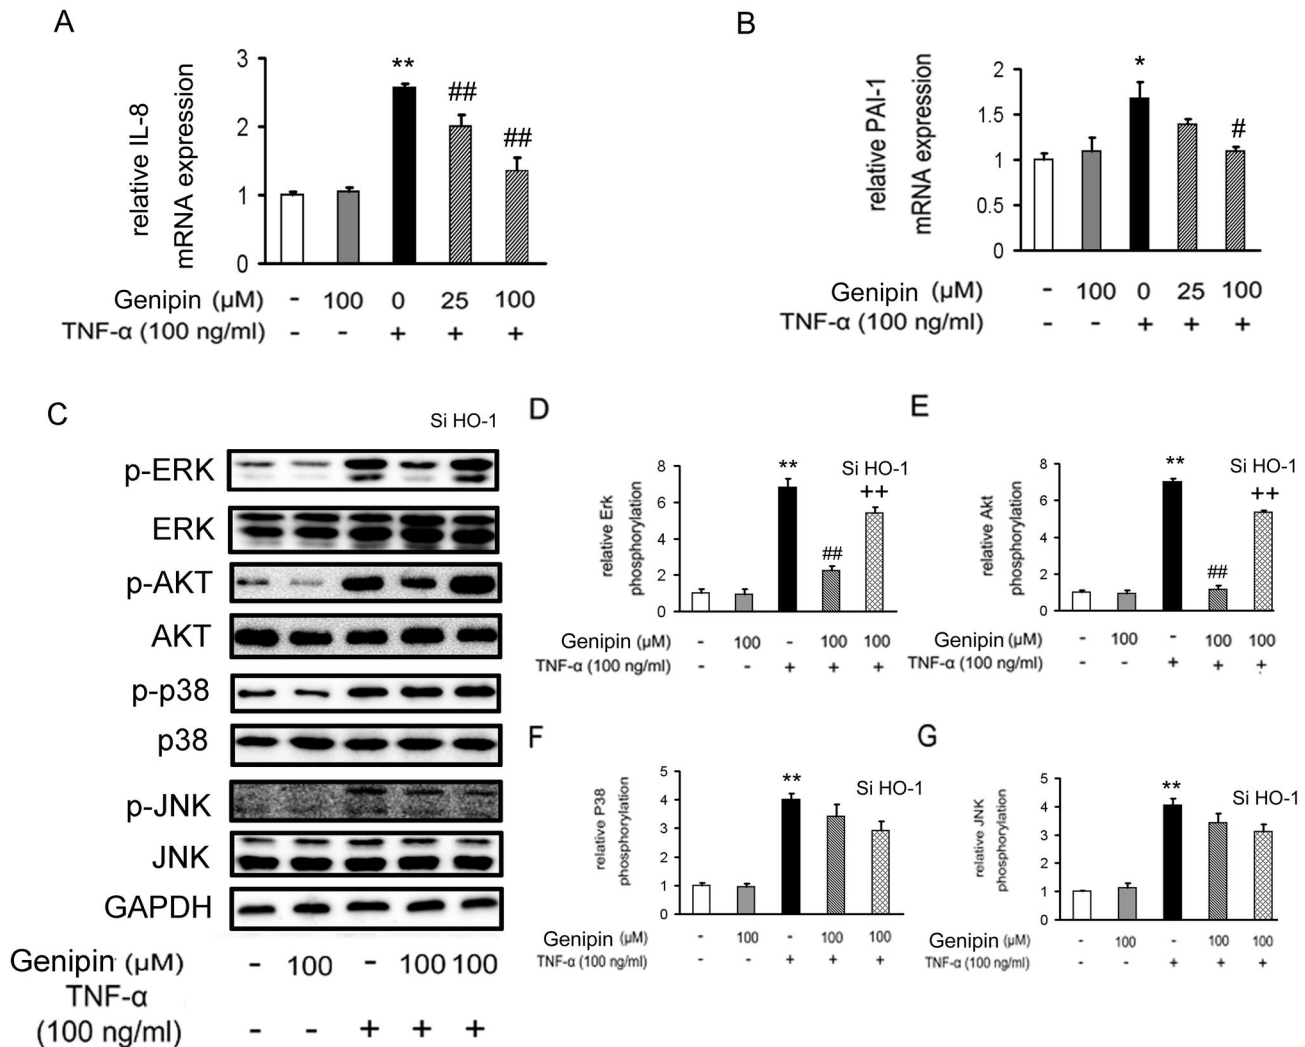 A
relative IL-8
mRNA expression
3
2
1
0
**
##
##
Genipin (μM) - 100 0 25 100
TNF-α (100 ng/ml) - - + + +
B
relative PAI-1
mRNA expression
2
1.5
1
0.5
0
*
#
Genipin (μM) - 100 0 25 100
TNF-α (100 ng/ml) - - + + +
C
Si HO-1
p-ERK
ERK
p-AKT
AKT
p-p38
p38
p-JNK
JNK
GAPDH
Genipin (μM) - 100 - 100 100
TNF-α
(100 ng/ml) - - + + +
D
relative Erk
phosphorylation
8
6
4
2
0
**
##
Si HO-1
++
Genipin (μM) - 100 - 100 100
TNF-α (100 ng/ml) - - + + +
E
relative Akt
phosphorylation
8
6
4
2
0
**
##
Si HO-1
++
Genipin (μM) - 100 - 100 100
TNF-α (100 ng/ml) - - + + +
F
relative P38
phosphorylation
5
4
3
2
1
0
**
Si HO-1
Genipin (μM) - 100 - 100 100
TNF-α (100 ng/ml) - - + + +
G
relative JNK
phosphorylation
5
4
3
2
1
0
**
Si HO-1
Genipin (μM) - 100 - 100 100
TNF-α (100 ng/ml) - - + + +